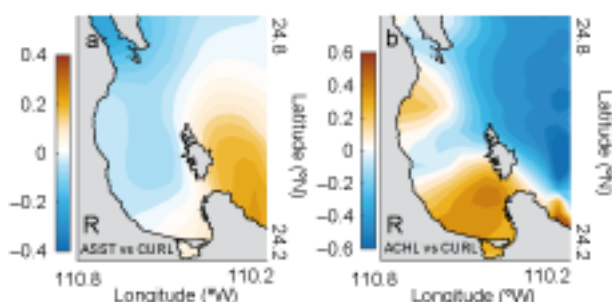 0.4
0.2
0
−0.2
−0.4
a
R
ASST vs CURL
24.8
Latitude (°N)
24.2
110.8
110.2
Longitude (°W)
0.6
0.4
0.2
0
−0.2
−0.4
−0.6
b
R
ACHL vs CURL
24.8
Latitude (°N)
24.2
110.8
110.2
Longitude (°W)